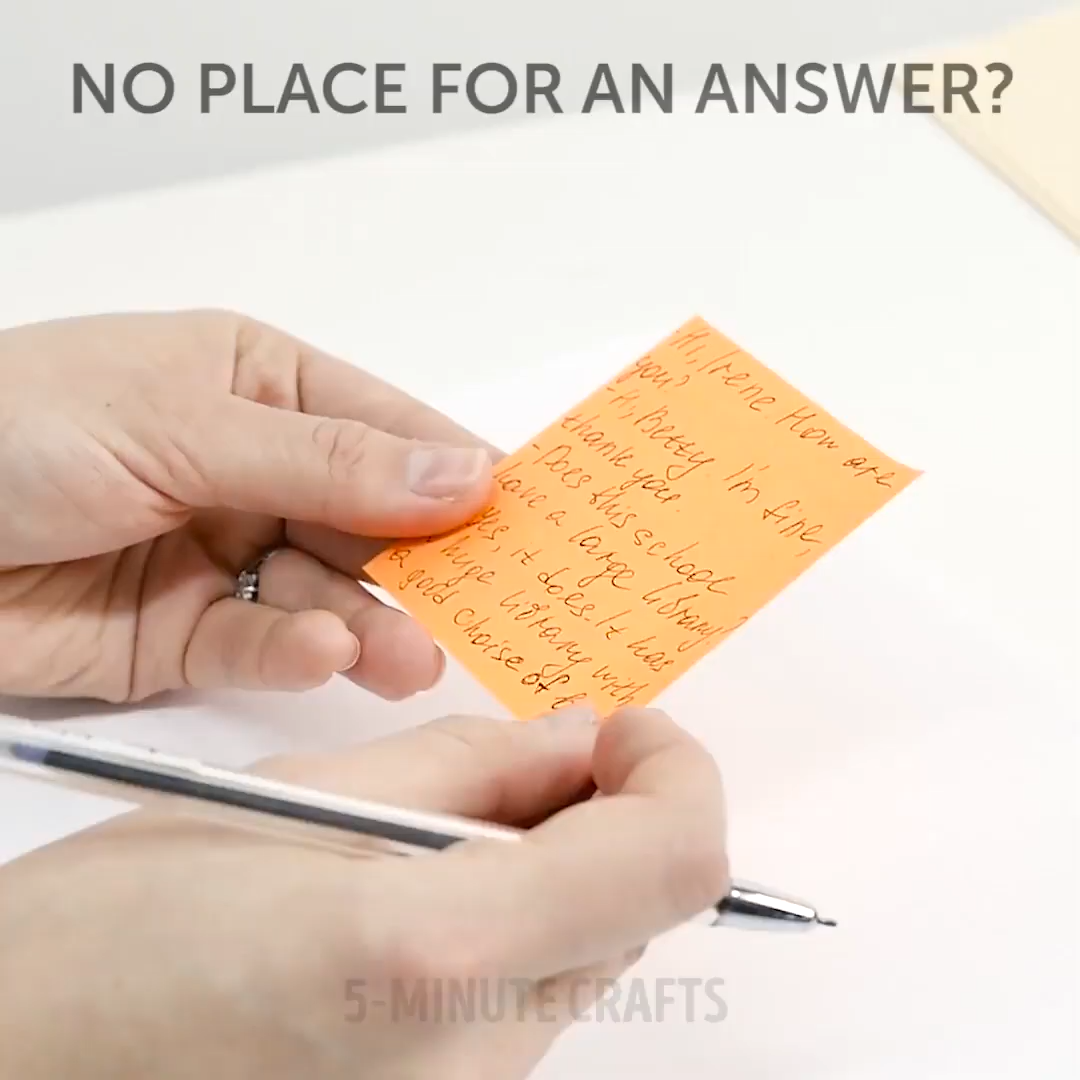 NO PLACE FOR AN ANSWER?
-Hi, Irene How are
you?
-Hi, Betty. I'm fine,
thank you.
-Does this school
have a large library?
Yes, it does. It has
huge library with
a good choise of
5-MINUTE CRAFTS